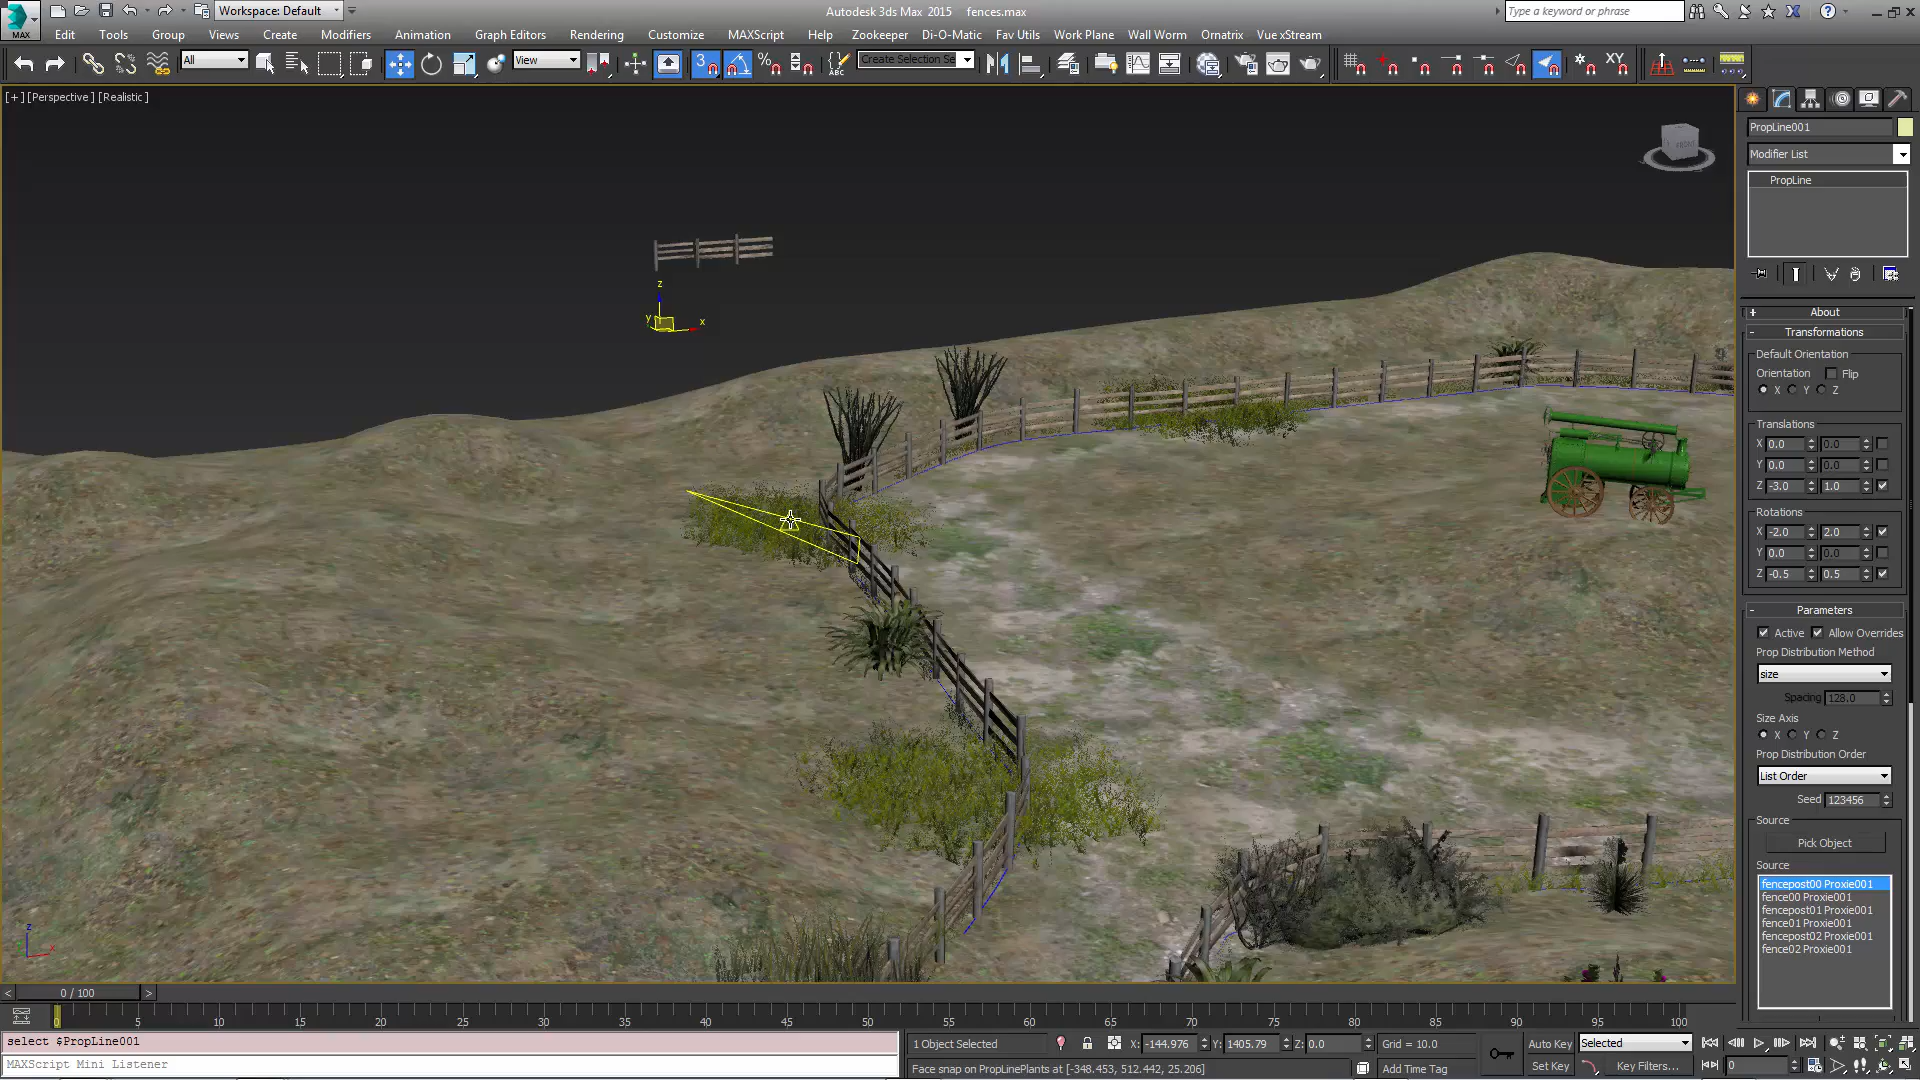 Workspace: Default
Autodesk 3ds Max 2015 fences.max
Type a keyword or phrase
MAX
Edit Tools Group Views Create Modifiers Animation Graph Editors Rendering Customize MAXScript Help Zookeeper Di-O-Matic Fav Utils Work Plane Wall Worm Ornatrix Vue xStream
All
View
3
%
ABC
Create Selection Se
XY
[+] [Perspective] [Realistic]
FRONT
z
y
x
z
x
PropLine001
Modifier List
PropLine
+ About
- Transformations
Default Orientation
Orientation Flip
X Y Z
Translations
X 0.0 0.0
Y 0.0 0.0
Z -3.0 1.0
Rotations
X -2.0 2.0
Y 0.0 0.0
Z -0.5 0.5
- Parameters
Active Allow Overrides
Prop Distribution Method
size
Spacing 128.0
Size Axis
X Y Z
Prop Distribution Order
List Order
Seed 123456
Source
Pick Object
Source
fencepost00 Proxie001
fence00 Proxie001
fencepost01 Proxie001
fence01 Proxie001
fencepost02 Proxie001
fence02 Proxie001
< 0 / 100 >
0 5 10 15 20 25 30 35 40 45 50 55 60 65 70 75 80 85 90 95 100
select $PropLine001
MAXScript Mini Listener
1 Object Selected
X: -144.976 Y: 1405.79 Z: 0.0
Grid = 10.0
Auto Key Selected
Face snap on PropLinePlants at [-348.453, 512.442, 25.206]
Add Time Tag
Set Key Key Filters...
0